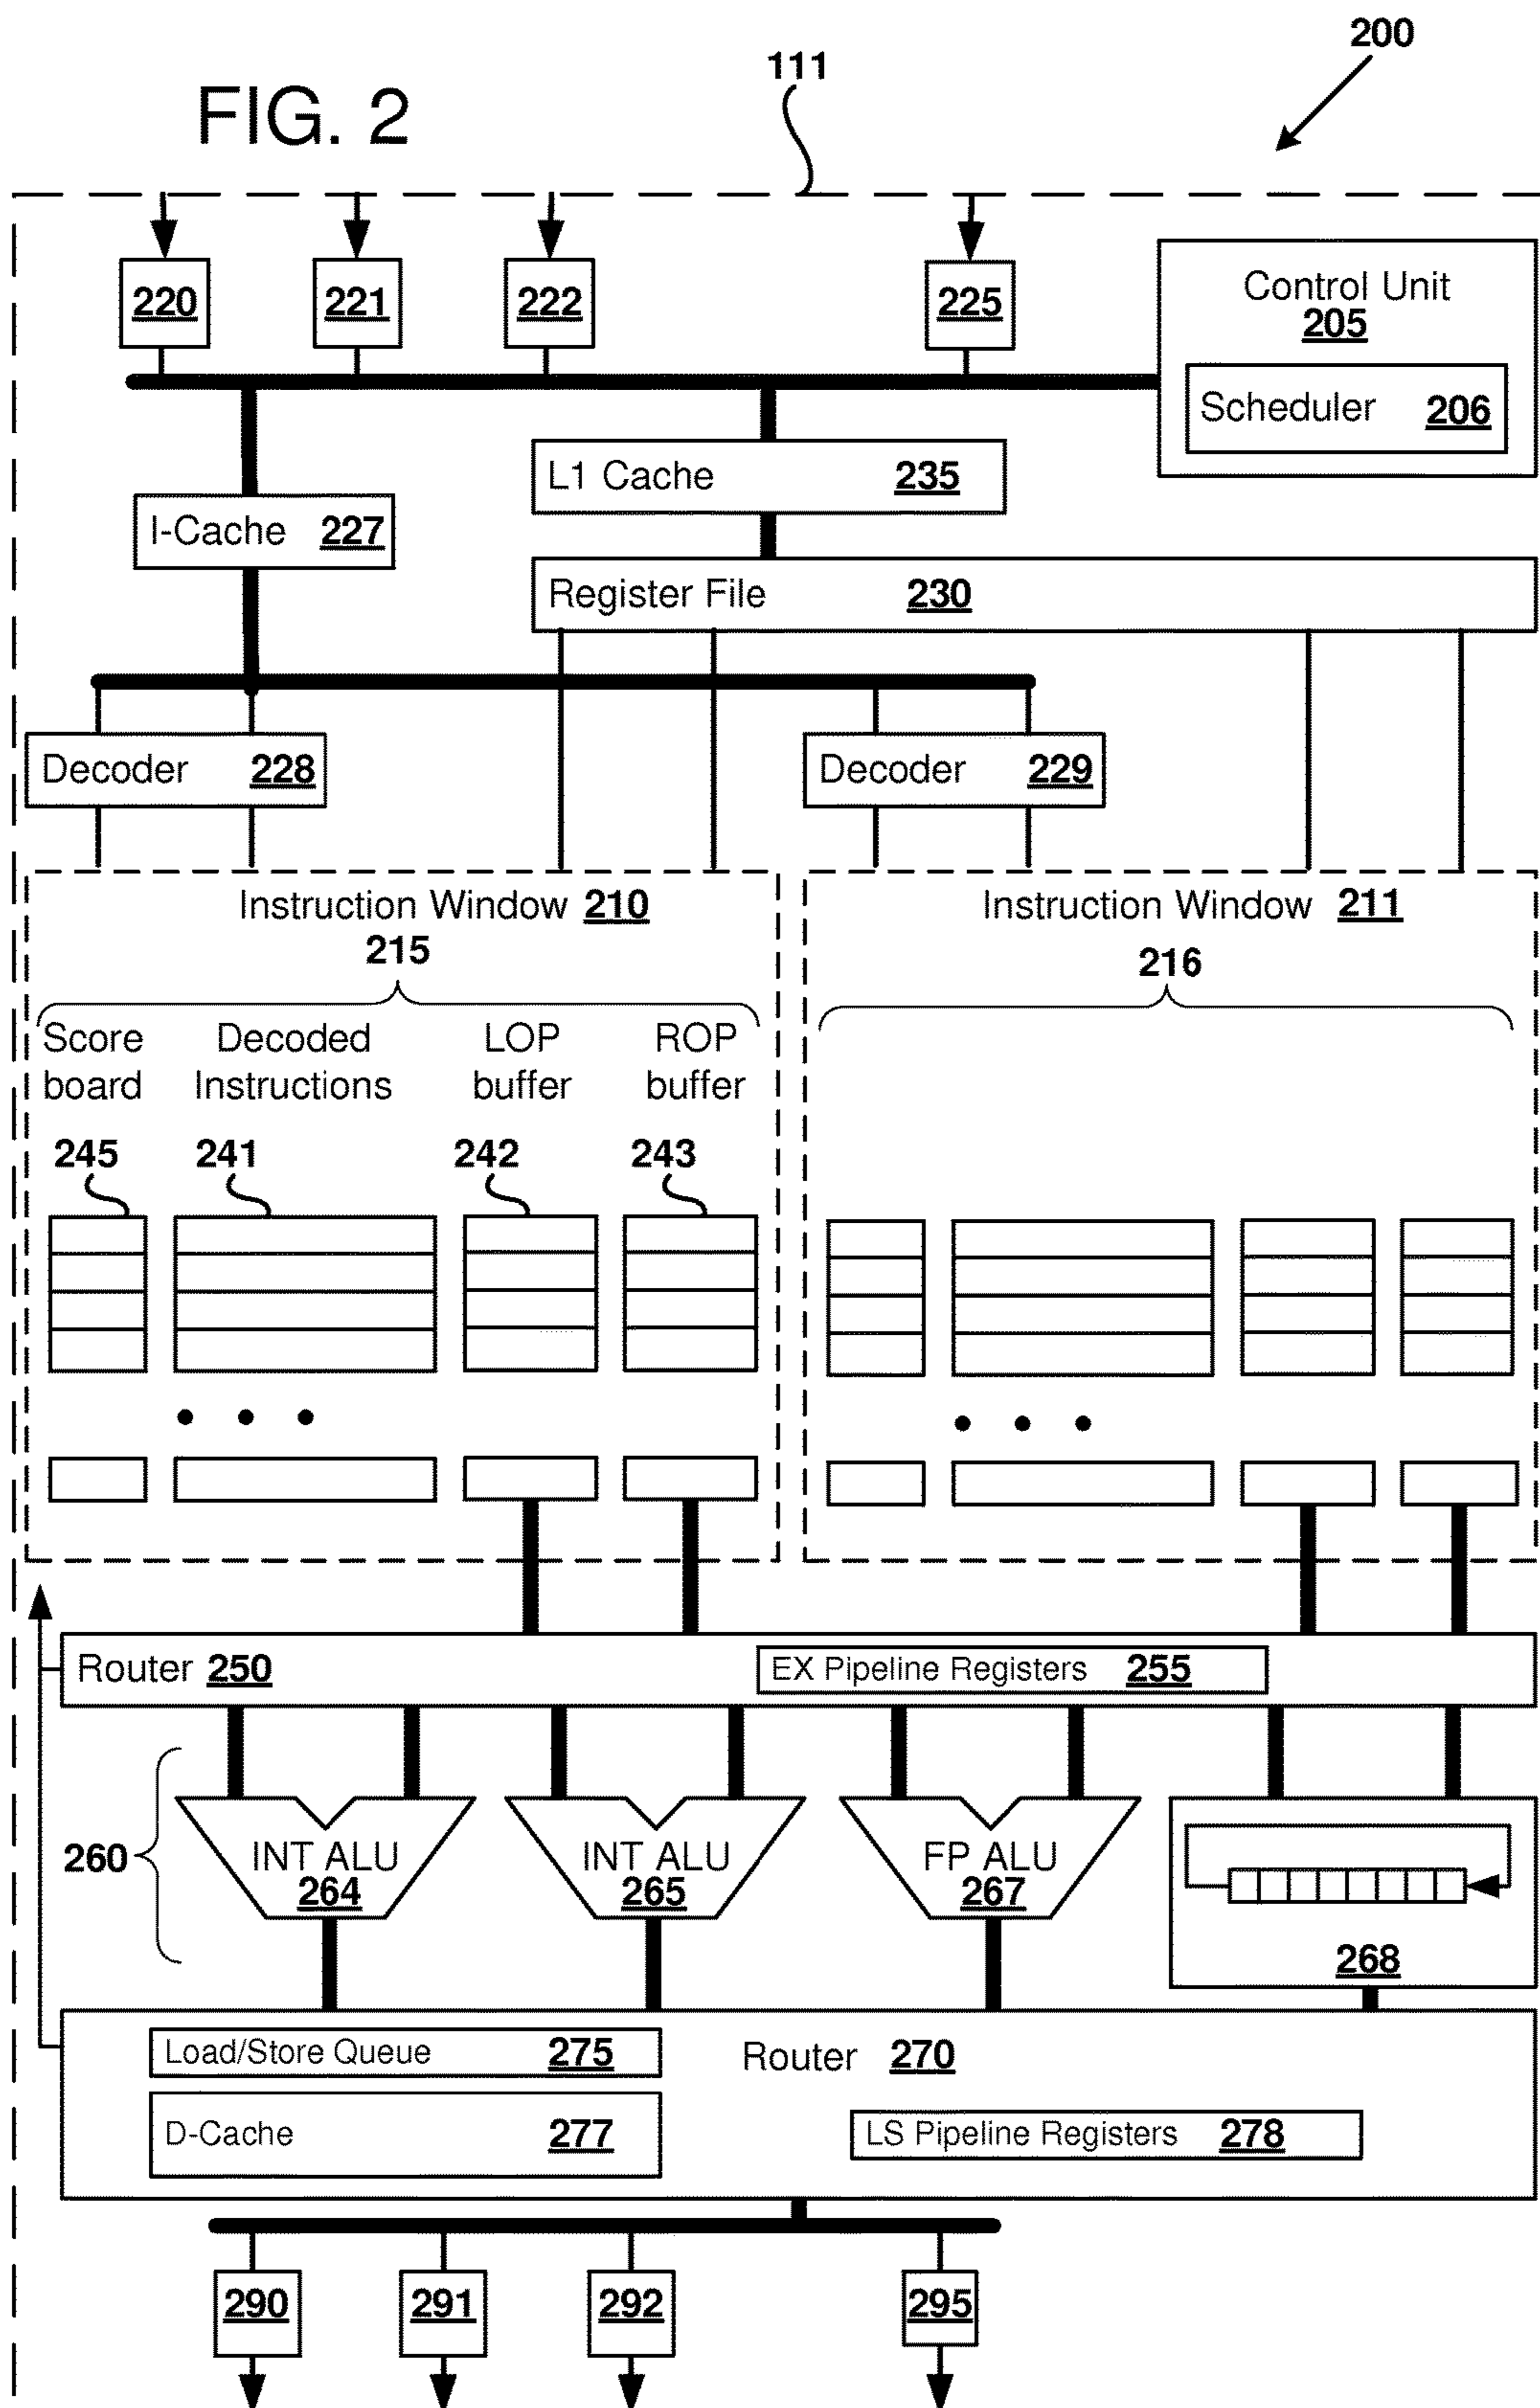 200
111
FIG. 2
220
221
222
225
Control Unit
205
Scheduler 206
L1 Cache 235
I-Cache 227
Register File 230
Decoder 228
Decoder 229
Instruction Window 210
Instruction Window 211
215
216
Score board
Decoded Instructions
LOP buffer
ROP buffer
245
241
242
243
Router 250
EX Pipeline Registers 255
260
INT ALU
264
INT ALU
265
FP ALU
267
268
Load/Store Queue 275
Router 270
D-Cache 277
LS Pipeline Registers 278
290
291
292
295